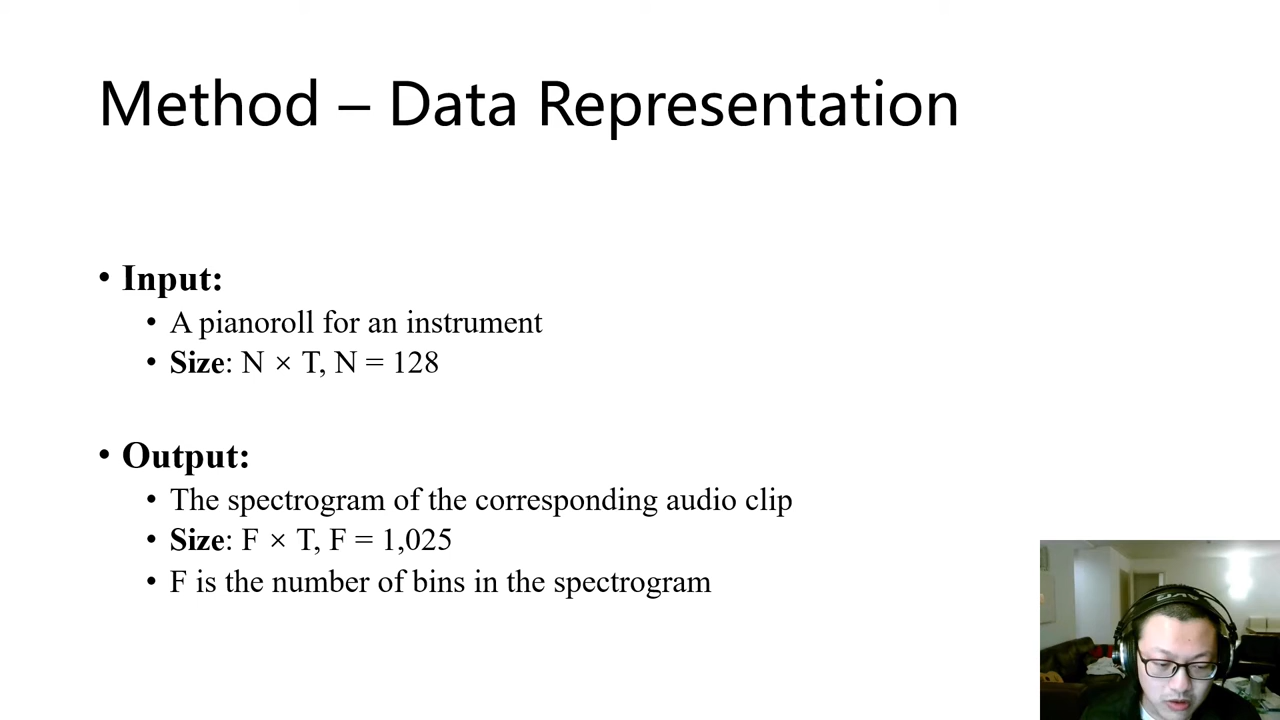 Method – Data Representation
• Input:
• A pianoroll for an instrument
• Size: N × T, N = 128
• Output:
• The spectrogram of the corresponding audio clip
• Size: F × T, F = 1,025
• F is the number of bins in the spectrogram